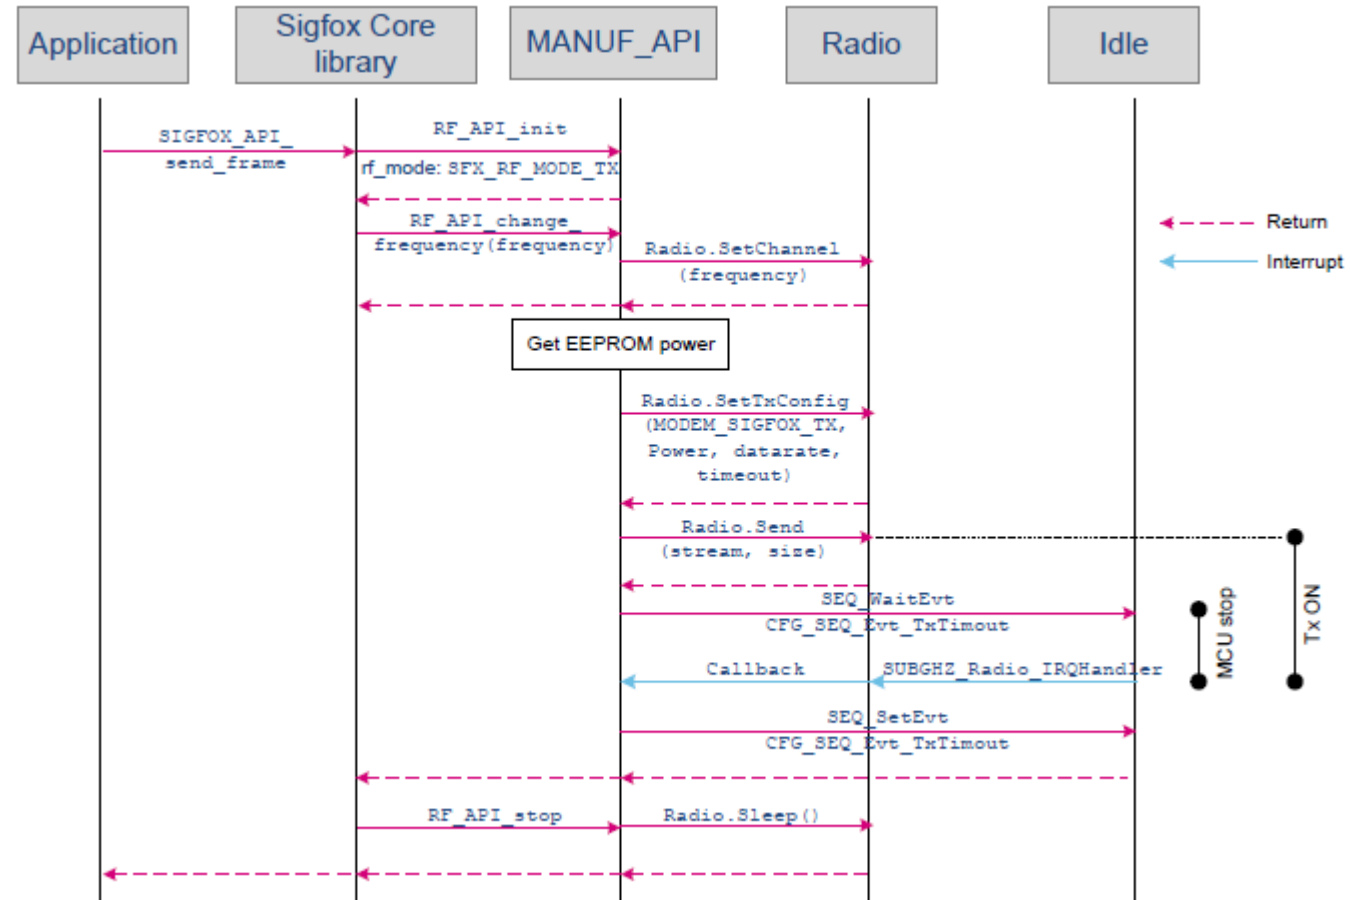 Application
Sigfox Core
library
MANUF_API
Radio
Idle
SIGFOX_API_
send_frame
RF_API_init
rf_mode: SFX_RF_MODE_TX
RF_API_change_
frequency(frequency)
Radio.SetChannel
(frequency)
Return
Interrupt
Get EEPROM power
Radio.SetTxConfig
(MODEM_SIGFOX_TX,
Power, datarate,
timeout)
Radio.Send
(stream, size)
SEQ_WaitEvt
CFG_SEQ_Evt_TxTimout
MCU stop
Tx ON
Callback
SUBGHZ_Radio_IRQHandler
SEQ_SetEvt
CFG_SEQ_Evt_TxTimout
RF_API_stop
Radio.Sleep()